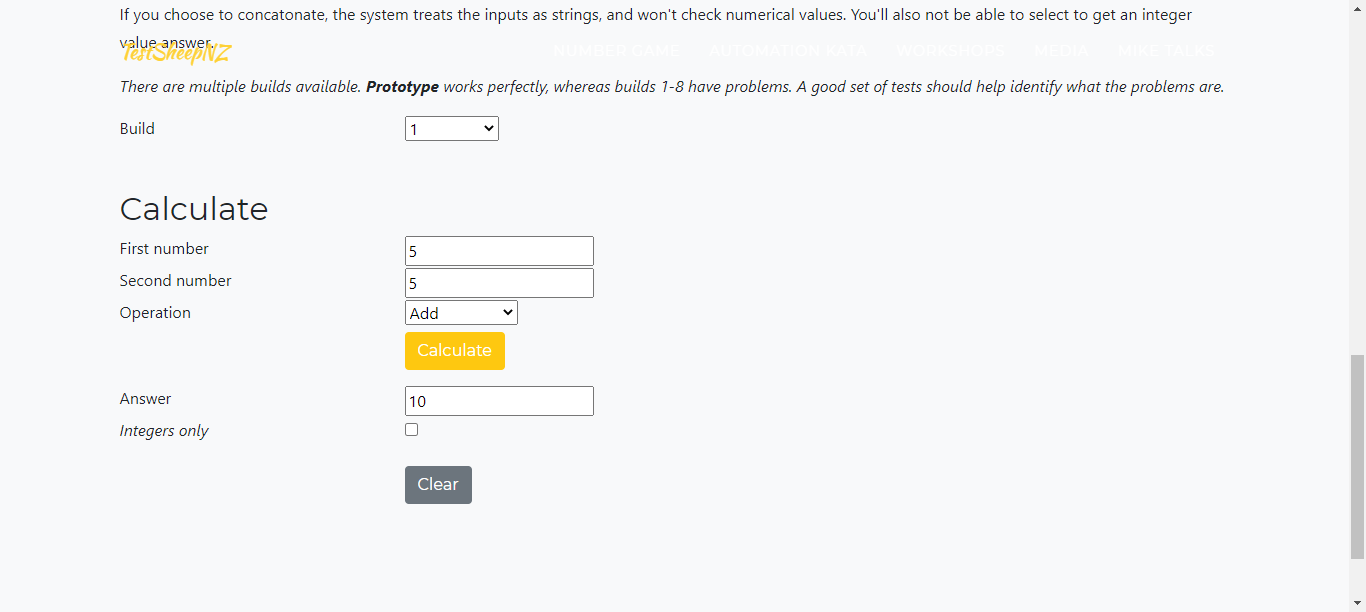 If you choose to concatonate, the system treats the inputs as strings, and won't check numerical values. You'll also not be able to select to get an integer
value answer.
TestSheepNZ NUMBER GAME AUTOMATION KATAS WORKSHOPS MEDIA MIKE TALKS
There are multiple builds available. Prototype works perfectly, whereas builds 1-8 have problems. A good set of tests should help identify what the problems are.
Build 1
Calculate
First number 5
Second number 5
Operation Add
Calculate
Answer 10
Integers only
Clear